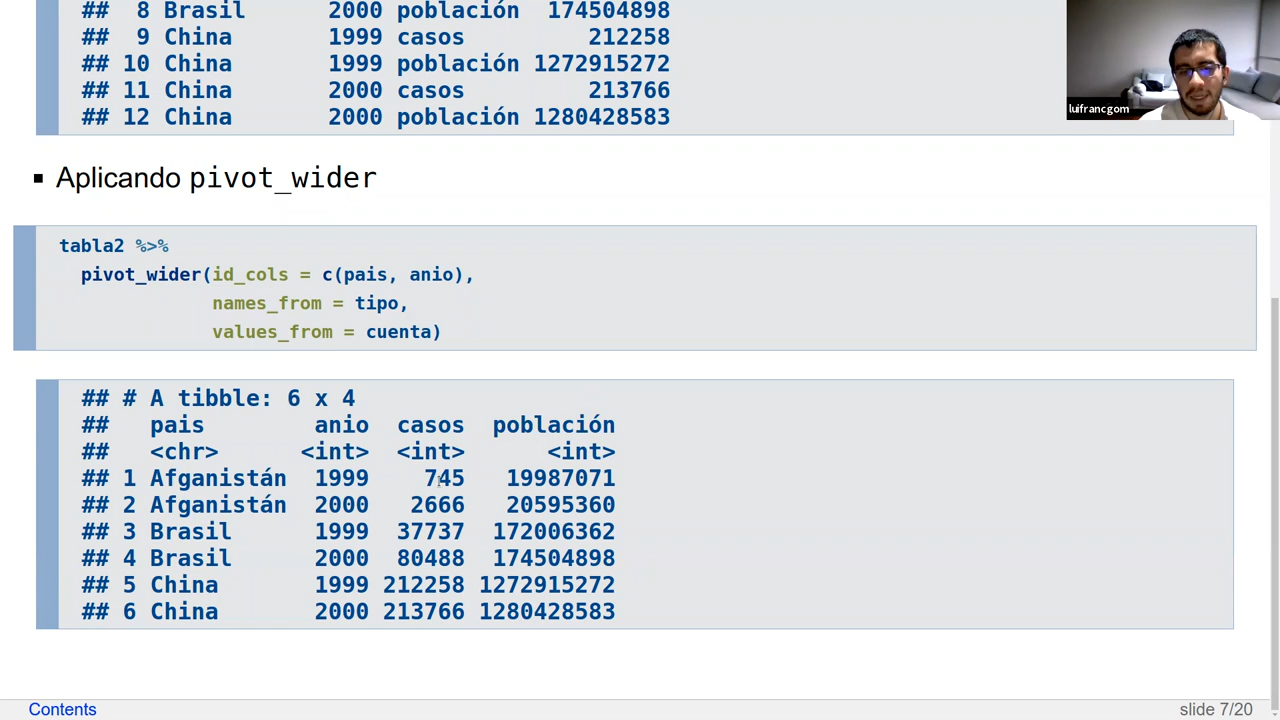 ##  8 Brasil      2000 población  174504898
##  9 China       1999 casos         212258
## 10 China       1999 población 1272915272
## 11 China       2000 casos         213766
## 12 China       2000 población 1280428583
luifrancgom
▪ Aplicando pivot_wider
tabla2 %>%
  pivot_wider(id_cols = c(pais, anio),
              names_from = tipo,
              values_from = cuenta)
## # A tibble: 6 x 4
##   pais        anio  casos  población
##   <chr>      <int>  <int>      <int>
## 1 Afganistán  1999    745   19987071
## 2 Afganistán  2000   2666   20595360
## 3 Brasil      1999  37737  172006362
## 4 Brasil      2000  80488  174504898
## 5 China       1999 212258 1272915272
## 6 China       2000 213766 1280428583
Contents
slide 7/20